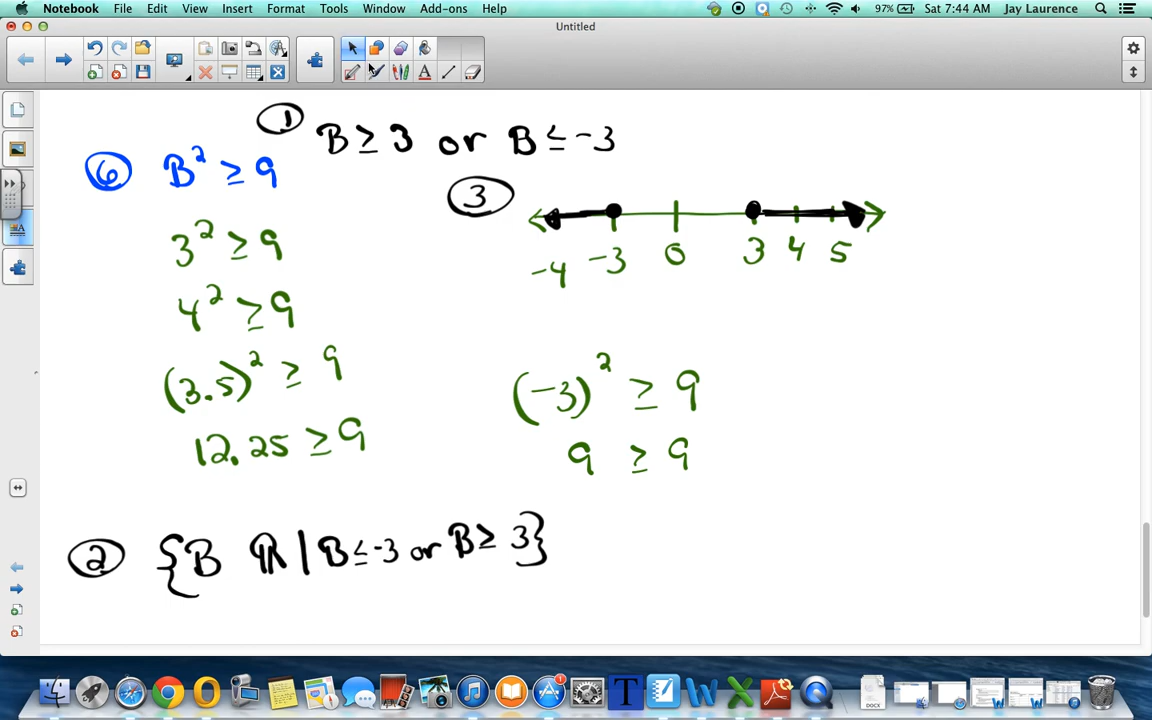 Notebook File Edit View Insert Format Tools Window Add-ons Help 97% Sat 7:44 AM Jay Laurence
Untitled
① B ≥ 3 or B ≤ -3
⑥ B² ≥ 9
③
-4 -3 0 3 4 5
3² ≥ 9
4² ≥ 9
(3.5)² ≥ 9
12.25 ≥ 9
(-3)² ≥ 9
9 ≥ 9
② {B ℝ | B ≤ -3 or B ≥ 3}